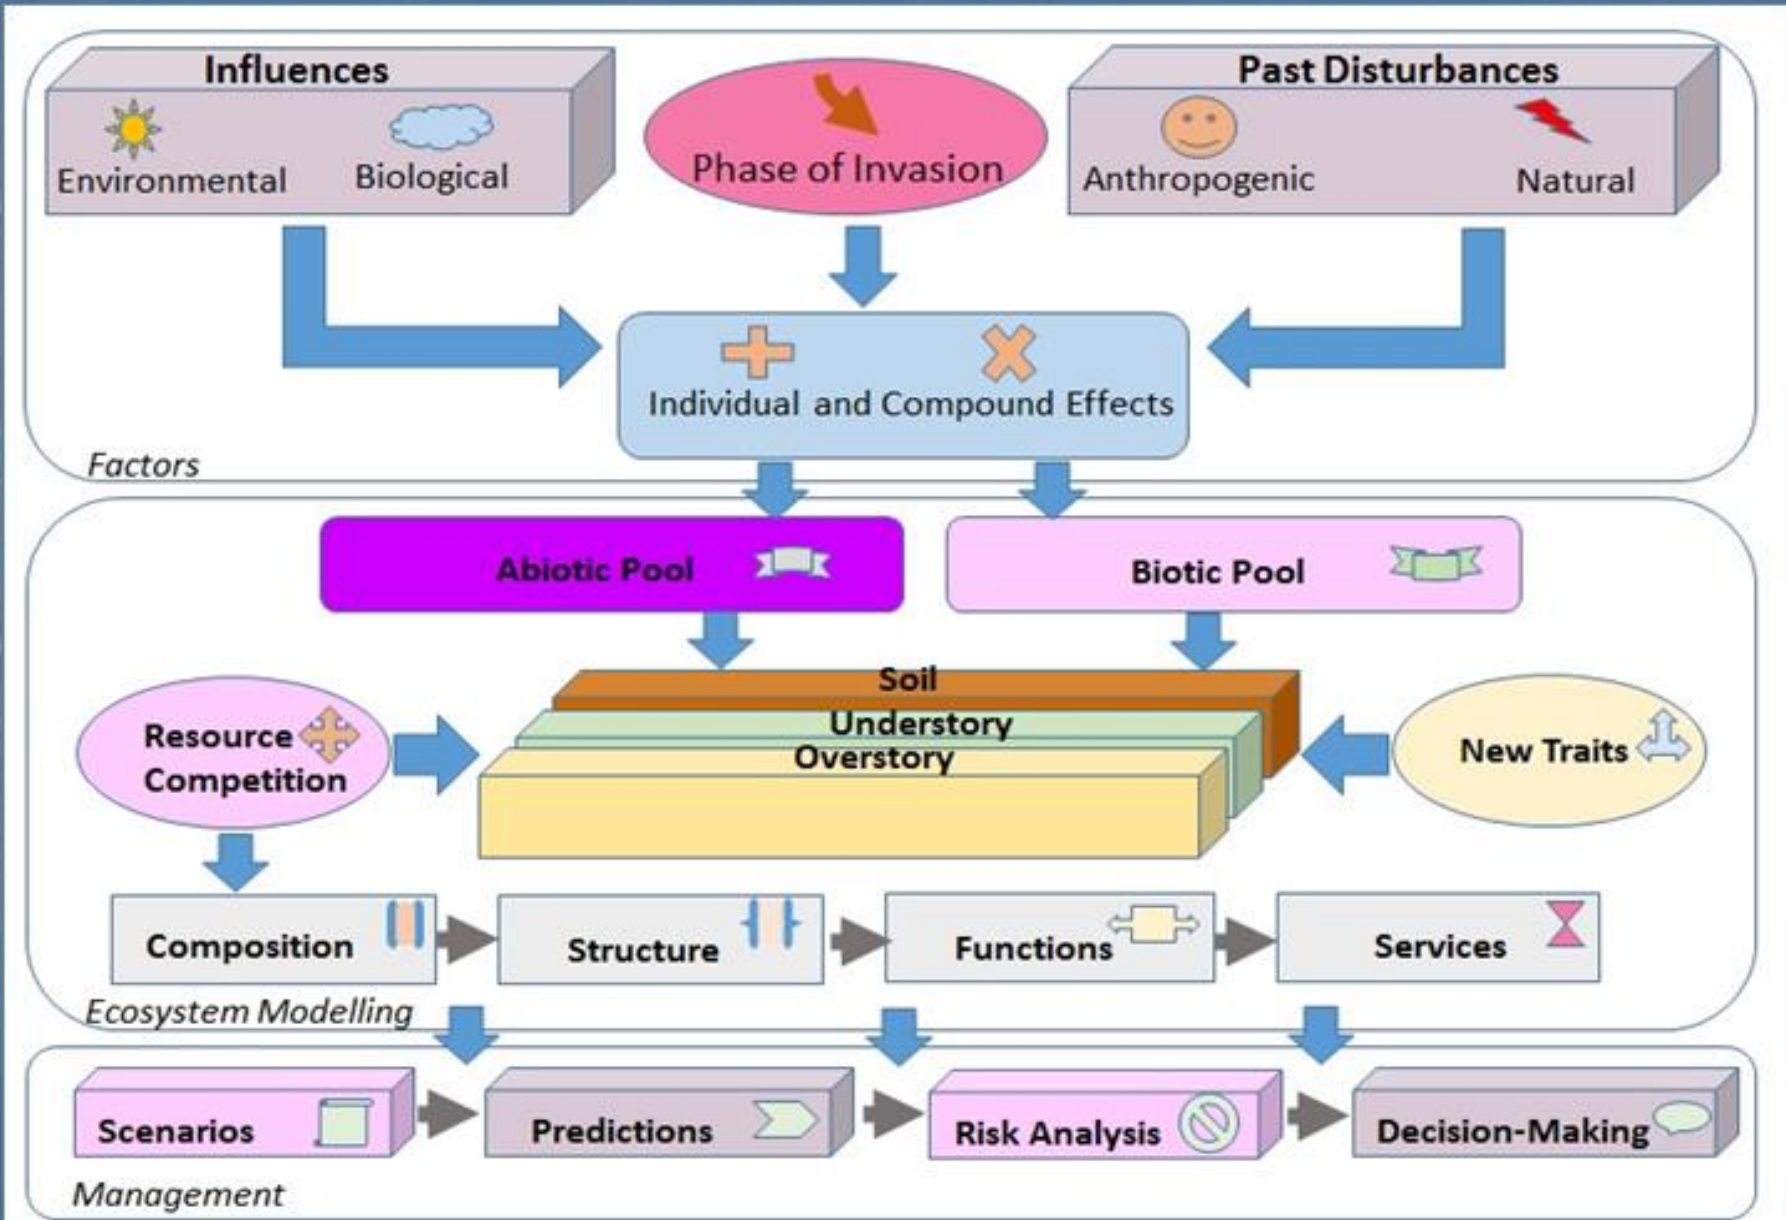 Influences
Environmental
Biological
Phase of Invasion
Past Disturbances
Anthropogenic
Natural
Individual and Compound Effects
Factors
Abiotic Pool
Biotic Pool
Soil
Understory
Overstory
Resource
Competition
New Traits
Composition
Structure
Functions
Services
Ecosystem Modelling
Scenarios
Predictions
Risk Analysis
Decision-Making
Management